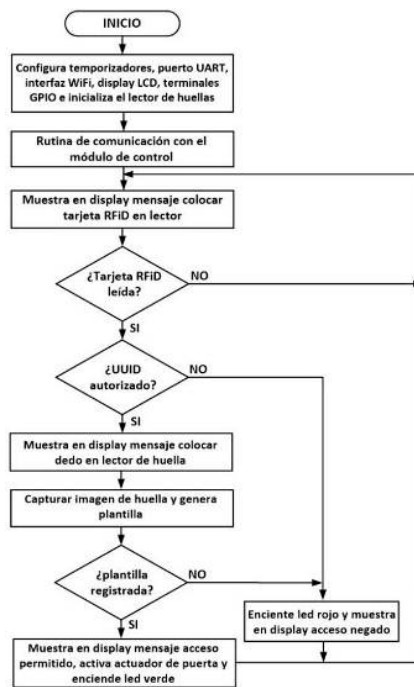 INICIO
Configura temporizadores, puerto UART,
interfaz WiFi, display LCD, terminales
GPIO e inicializa el lector de huellas
Rutina de comunicación con el
módulo de control
Muestra en display mensaje colocar
tarjeta RFiD en lector
¿Tarjeta RFiD
leída?
NO
SI
¿UUID
autorizado?
NO
SI
Muestra en display mensaje colocar
dedo en lector de huella
Capturar imagen de huella y genera
plantilla
¿plantilla
registrada?
NO
SI
Enciente led rojo y muestra
en display acceso negado
Muestra en display mensaje acceso
permitido, activa actuador de puerta y
enciende led verde